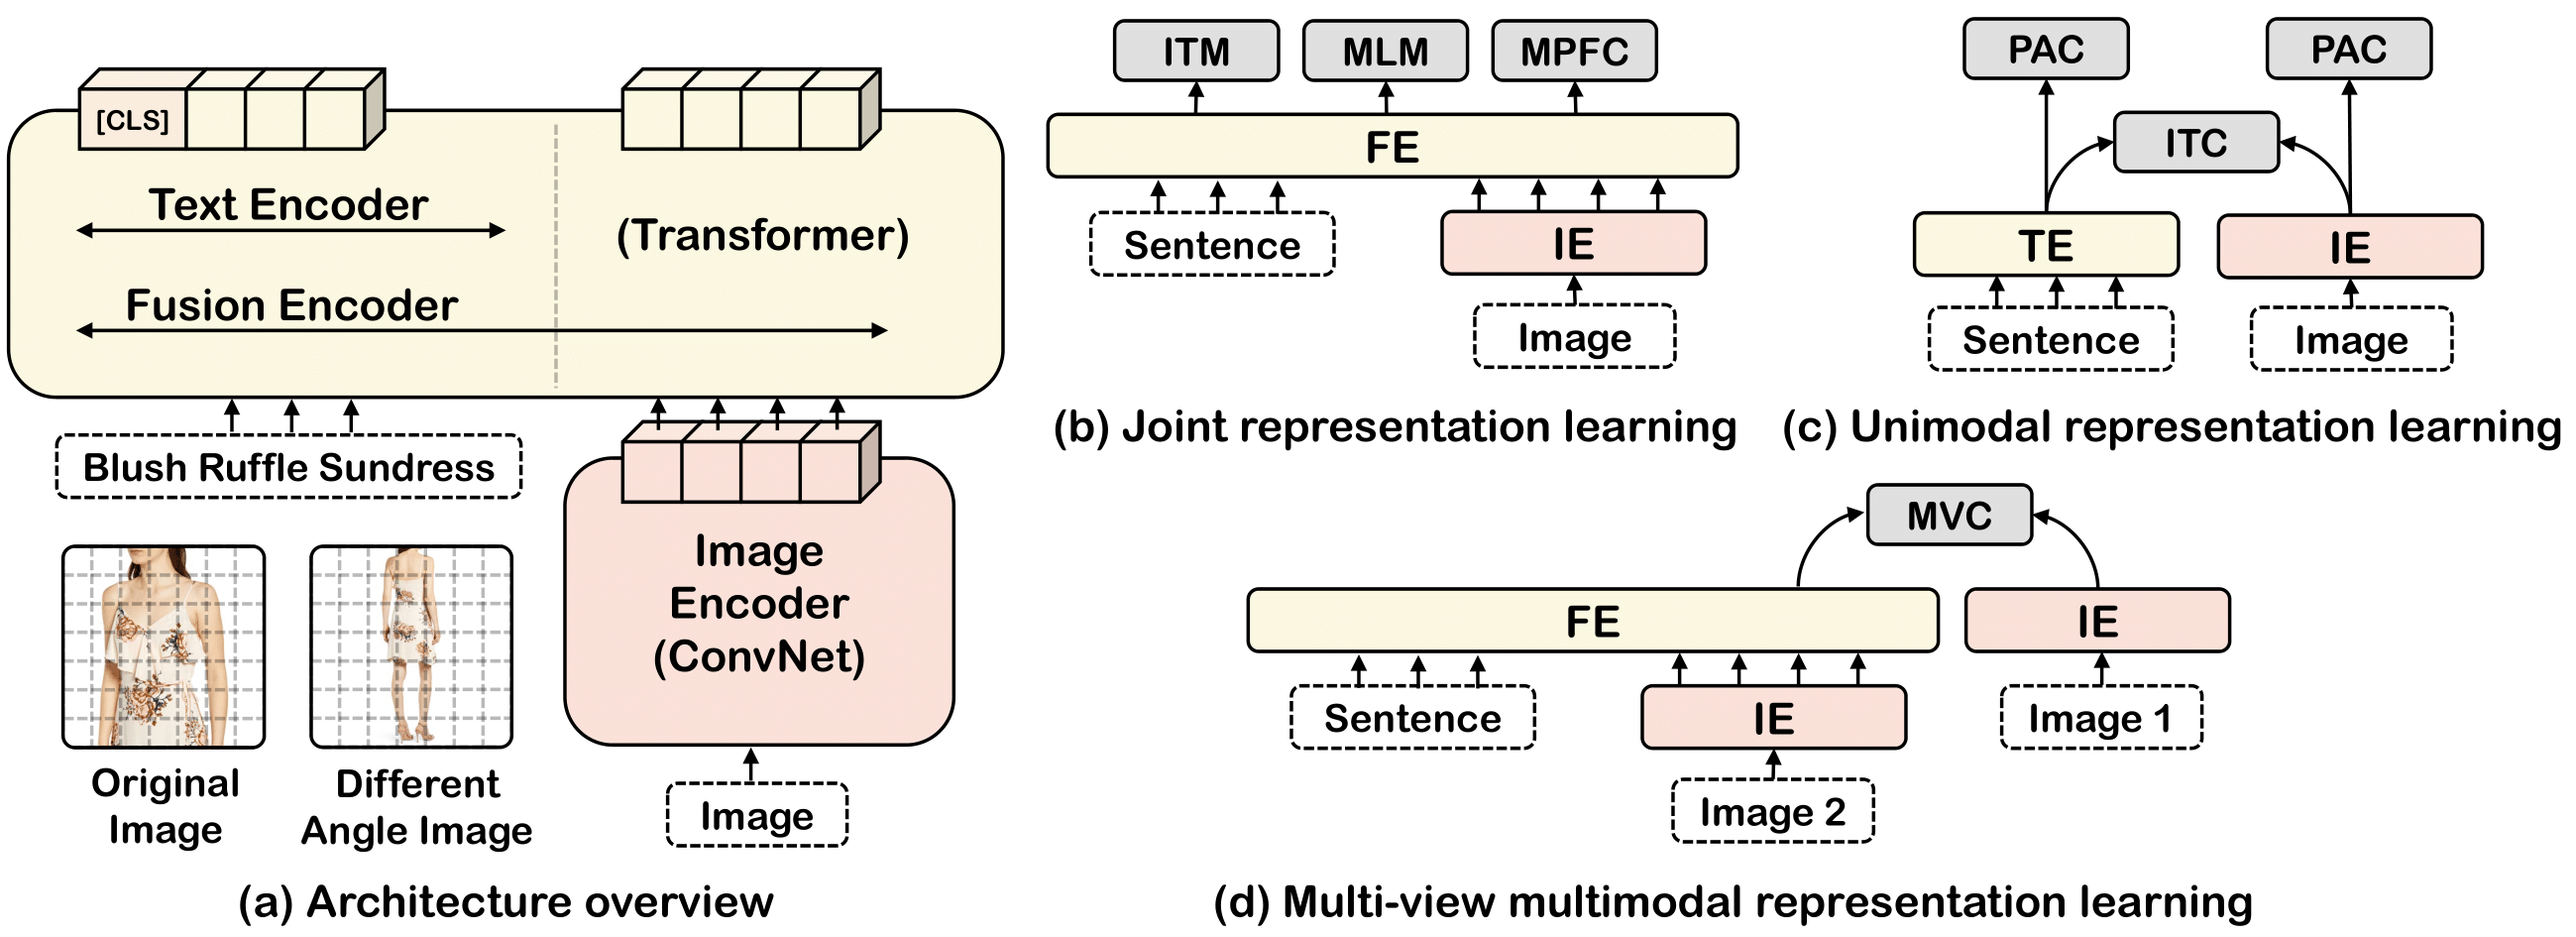 [CLS]
Text Encoder
(Transformer)
Fusion Encoder
Blush Ruffle Sundress
Image
Encoder
(ConvNet)
Original
Image
Different
Angle Image
Image
(a) Architecture overview
ITM
MLM
MPFC
FE
Sentence
IE
Image
(b) Joint representation learning
PAC
PAC
ITC
TE
IE
Sentence
Image
(c) Unimodal representation learning
MVC
FE
IE
Sentence
IE
Image 1
Image 2
(d) Multi-view multimodal representation learning